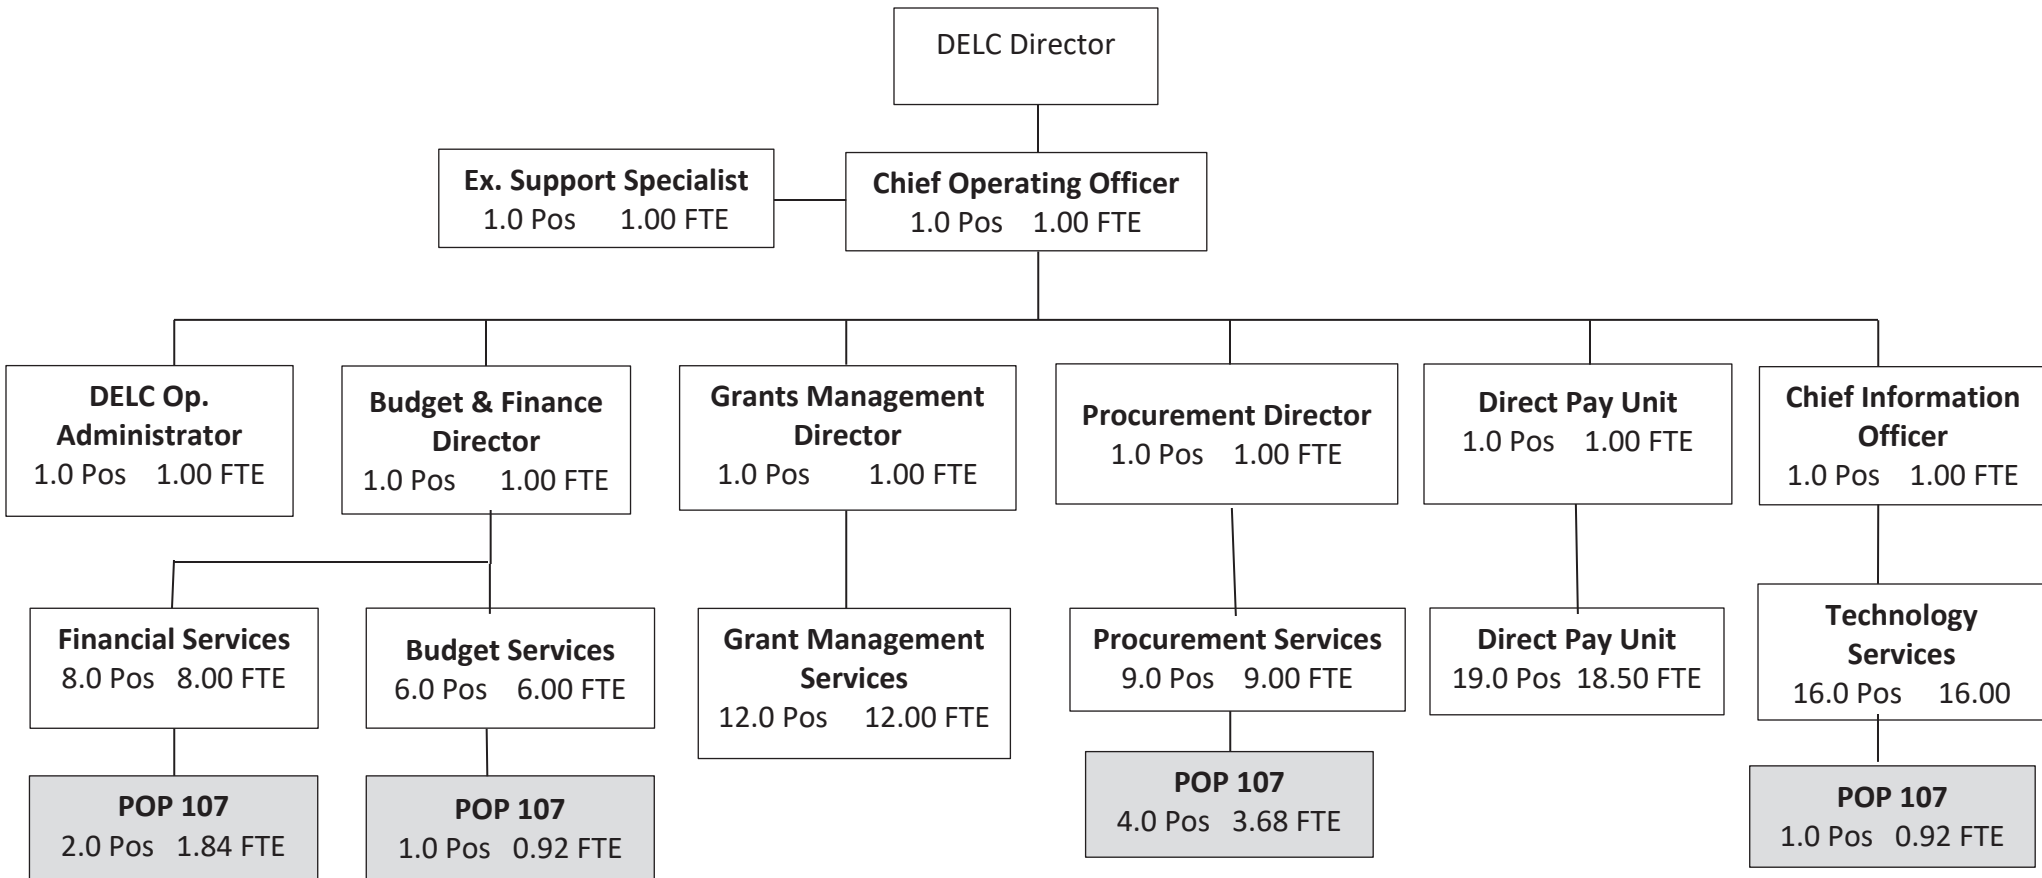 DELC Director
Ex. Support Specialist
1.0 Pos 1.00 FTE
Chief Operating Officer
1.0 Pos 1.00 FTE
DELC Op.
Administrator
1.0 Pos 1.00 FTE
Budget & Finance
Director
1.0 Pos 1.00 FTE
Grants Management
Director
1.0 Pos 1.00 FTE
Procurement Director
1.0 Pos 1.00 FTE
Direct Pay Unit
1.0 Pos 1.00 FTE
Chief Information
Officer
1.0 Pos 1.00 FTE
Financial Services
8.0 Pos 8.00 FTE
Budget Services
6.0 Pos 6.00 FTE
Grant Management
Services
12.0 Pos 12.00 FTE
Procurement Services
9.0 Pos 9.00 FTE
Direct Pay Unit
19.0 Pos 18.50 FTE
Technology
Services
16.0 Pos 16.00
POP 107
2.0 Pos 1.84 FTE
POP 107
1.0 Pos 0.92 FTE
POP 107
4.0 Pos 3.68 FTE
POP 107
1.0 Pos 0.92 FTE